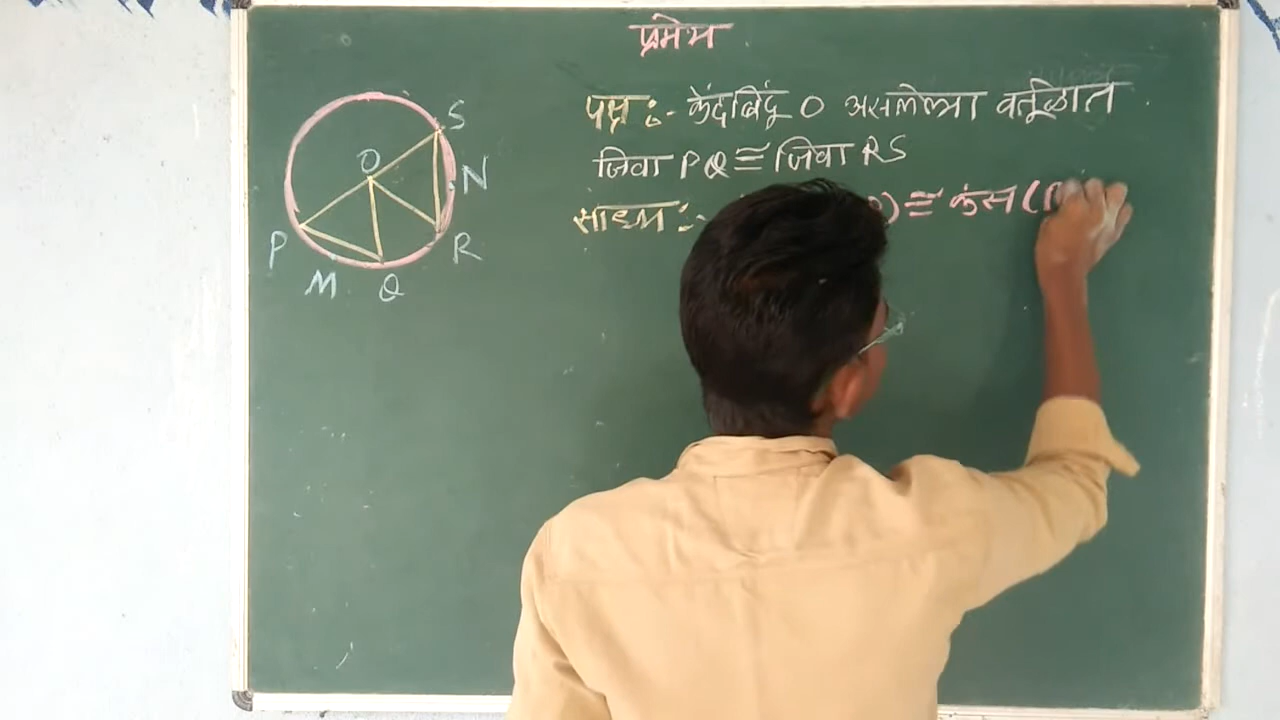 प्रमेय
पक्ष :- केंद्रबिंदू O असलेल्या वर्तुळात
जिवा PQ ≅ जिवा RS
साध्य :- ) ≅ कंस (
S
O
N
P
R
M Q